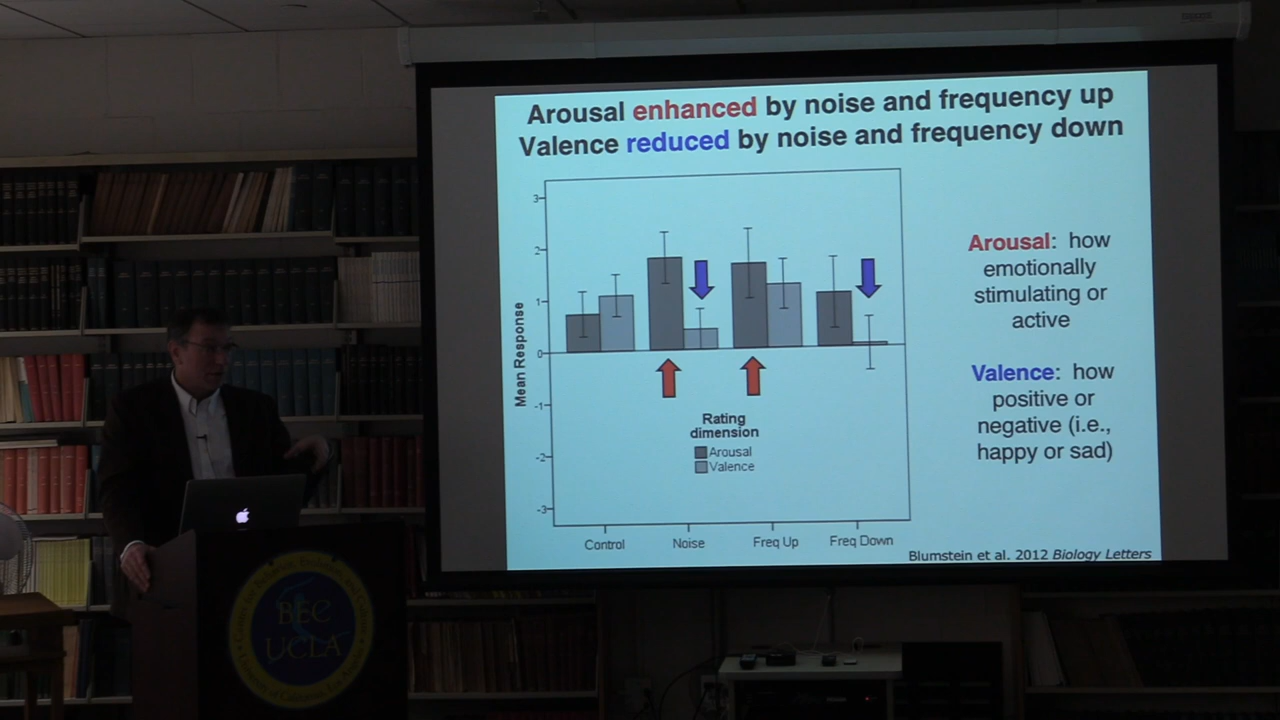 Arousal enhanced by noise and frequency up
Valence reduced by noise and frequency down
3
2
1
0
-1
-2
-3
Mean Response
Rating
dimension
Arousal
Valence
Control
Noise
Freq Up
Freq Down
Arousal: how
emotionally
stimulating or
active
Valence: how
positive or
negative (i.e.,
happy or sad)
Blumstein et al. 2012 Biology Letters
BEC
UCLA